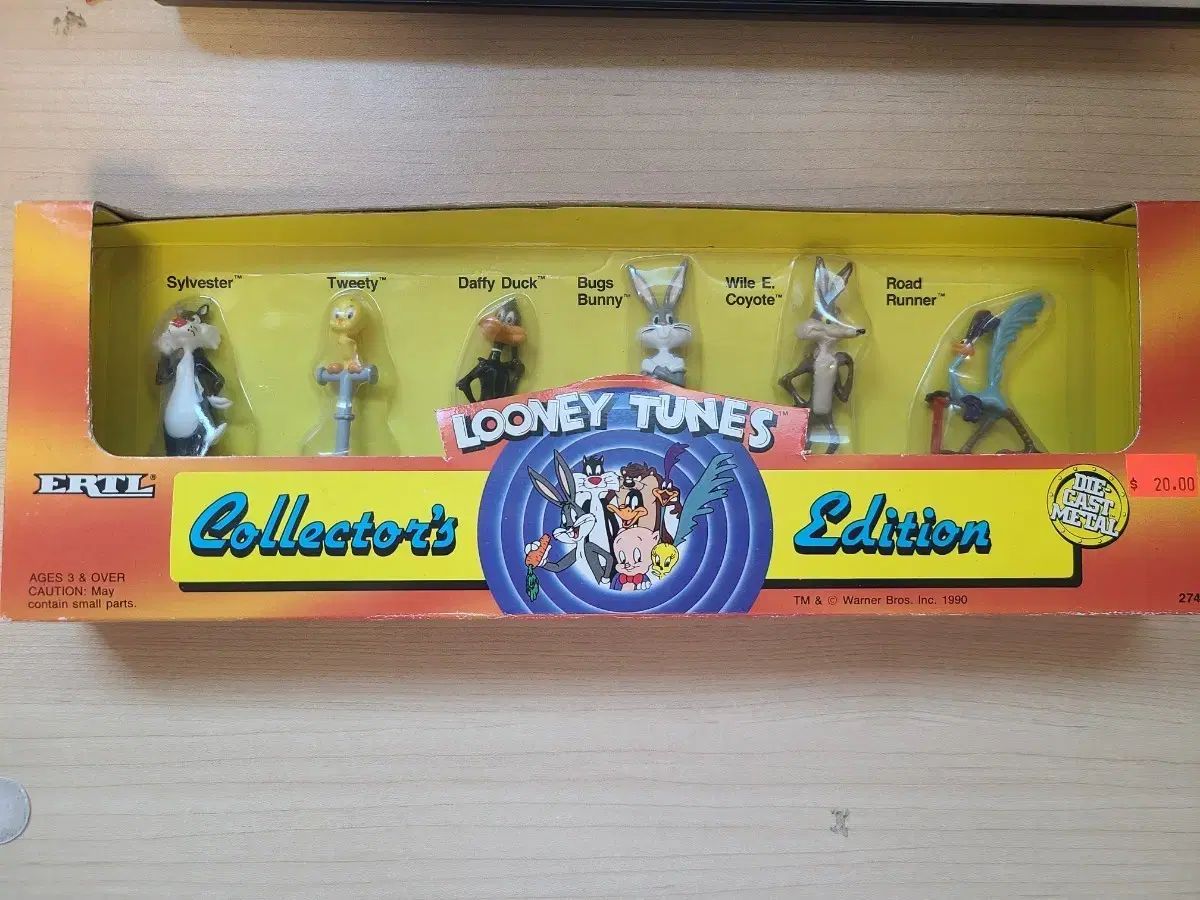 Sylvester™
Tweety™
Daffy Duck™
Bugs
Bunny™
Wile E.
Coyote™
Road
Runner™
LOONEY TUNES™
ERTL®
Collector's
Edition
DIE-
CAST
METAL
$ 20.00
AGES 3 & OVER
CAUTION: May
contain small parts.
TM & © Warner Bros. Inc. 1990
274